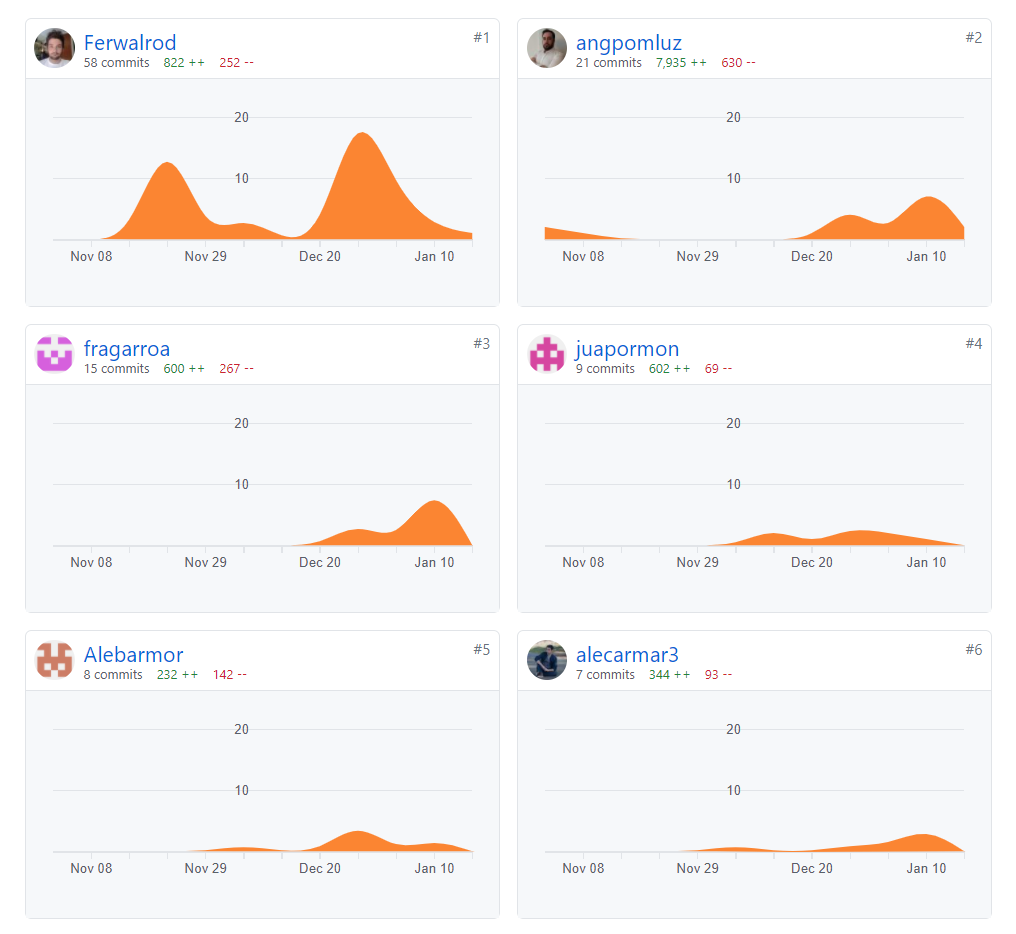 Ferwalrod #1
58 commits 822 ++ 252 --
20
10
Nov 08 Nov 29 Dec 20 Jan 10
angpomluz #2
21 commits 7,935 ++ 630 --
20
10
Nov 08 Nov 29 Dec 20 Jan 10
fragarroa #3
15 commits 600 ++ 267 --
20
10
Nov 08 Nov 29 Dec 20 Jan 10
juapormon #4
9 commits 602 ++ 69 --
20
10
Nov 08 Nov 29 Dec 20 Jan 10
Alebarmor #5
8 commits 232 ++ 142 --
20
10
Nov 08 Nov 29 Dec 20 Jan 10
alecarmar3 #6
7 commits 344 ++ 93 --
20
10
Nov 08 Nov 29 Dec 20 Jan 10